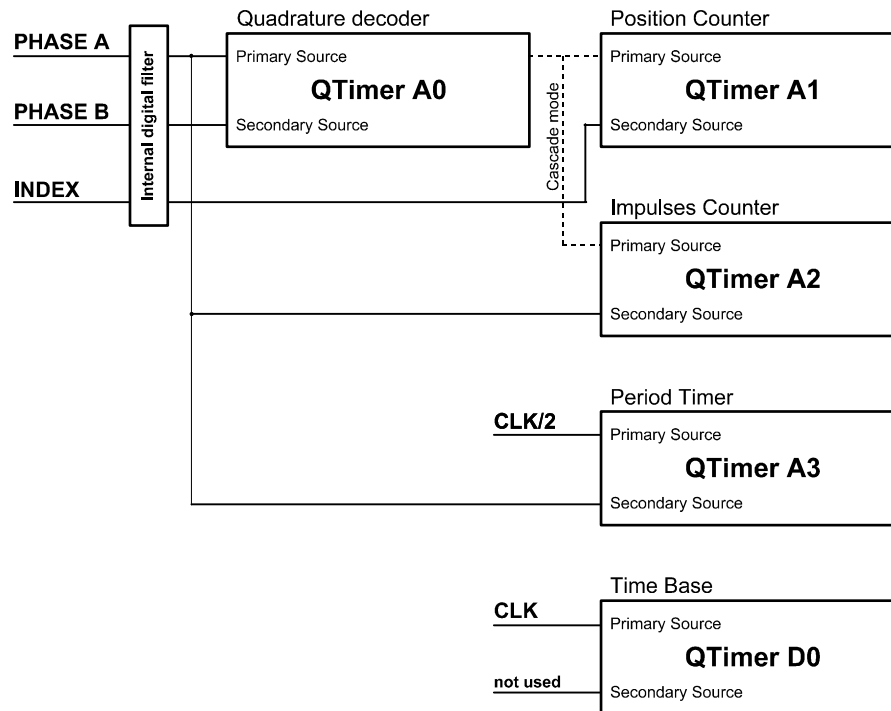 Quadrature decoder
Position Counter
PHASE A
Internal digital filter
Primary Source
QTimer A0
Secondary Source
Primary Source
QTimer A1
Secondary Source
PHASE B
Cascade mode
INDEX
Impulses Counter
Primary Source
QTimer A2
Secondary Source
Period Timer
CLK/2
Primary Source
QTimer A3
Secondary Source
Time Base
CLK
Primary Source
QTimer D0
not used
Secondary Source